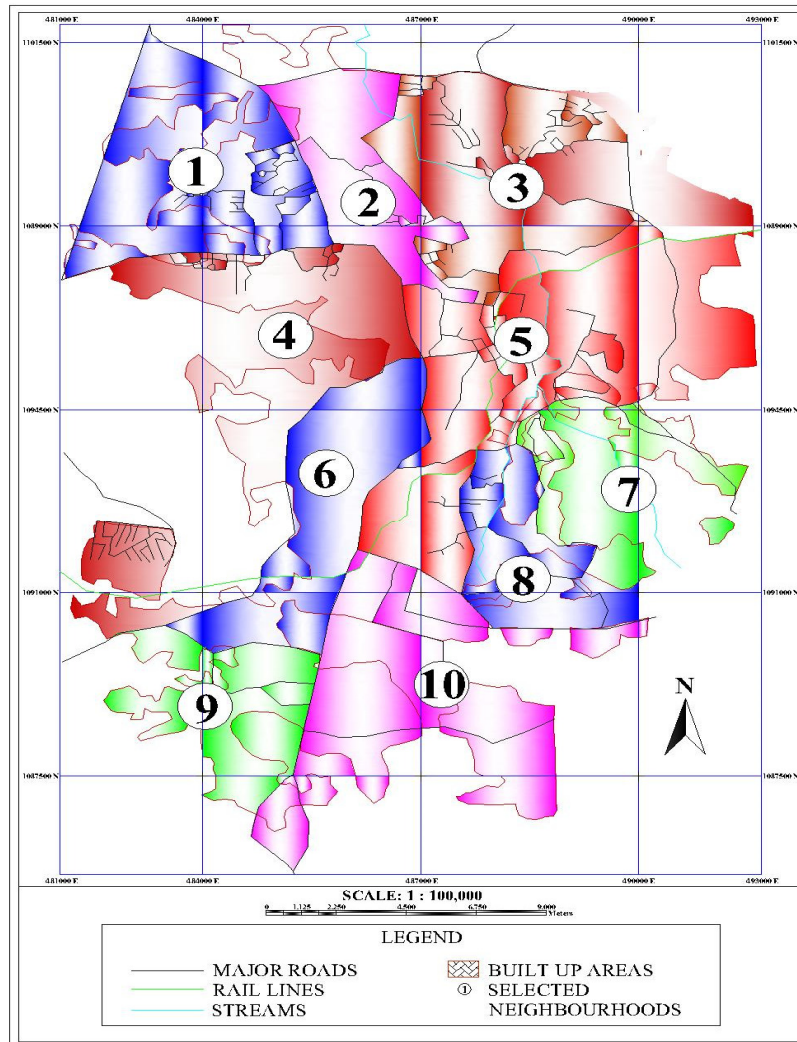 481000 E 484000 E 487000 E 490000 E 493000 E
1101500 N 1101500 N
1
2
3
1089000 N 1089000 N
4
5
1094500 N 1094500 N
6
7
8
1091000 N 1091000 N
9
10
N
1087500 N 1087500 N
481000 E 484000 E 487000 E 490000 E 493000 E
SCALE: 1 : 100,000
0 1.125 2.250 4.500 6.750 9.000
Meters
LEGEND
MAJOR ROADS BUILT UP AREAS
RAIL LINES 1 SELECTED
STREAMS NEIGHBOURHOODS